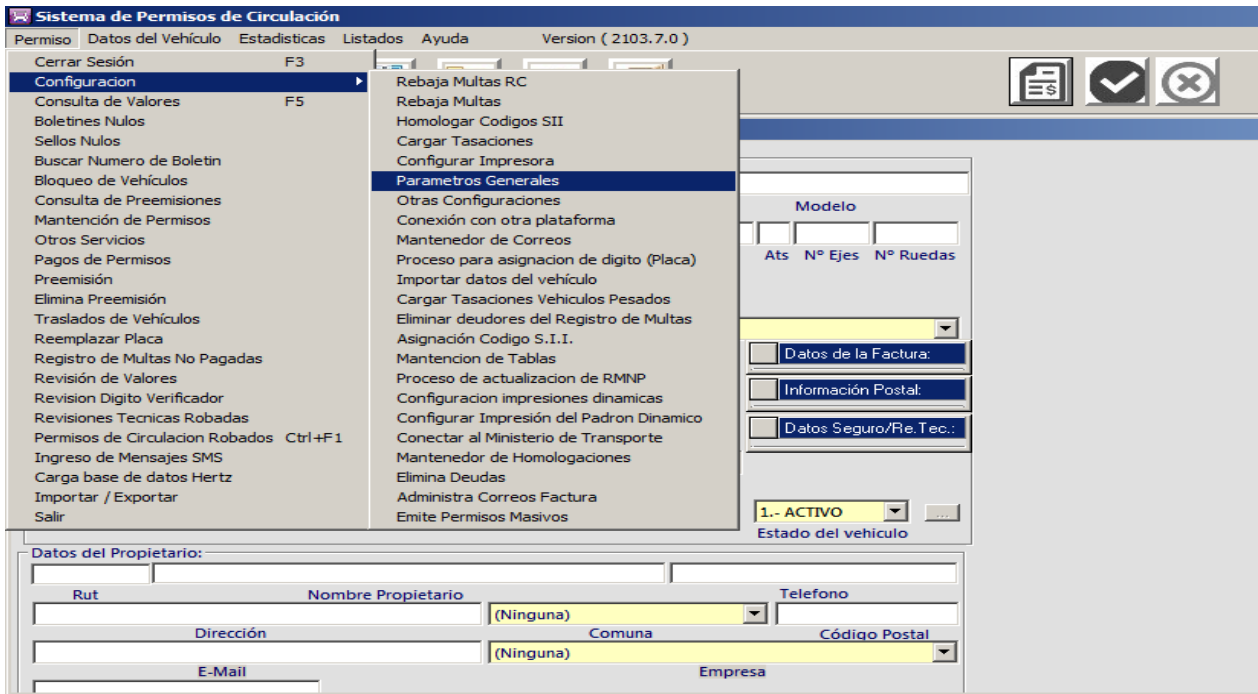 Sistema de Permisos de Circulación
Permiso Datos del Vehículo Estadisticas Listados Ayuda Version ( 2103.7.0 )
Cerrar Sesión F3
Configuracion
Consulta de Valores F5
Boletines Nulos
Sellos Nulos
Buscar Numero de Boletin
Bloqueo de Vehículos
Consulta de Preemisiones
Mantención de Permisos
Otros Servicios
Pagos de Permisos
Preemisión
Elimina Preemisión
Traslados de Vehículos
Reemplazar Placa
Registro de Multas No Pagadas
Revisión de Valores
Revision Digito Verificador
Revisiones Tecnicas Robadas
Permisos de Circulacion Robados Ctrl+F1
Ingreso de Mensajes SMS
Carga base de datos Hertz
Importar / Exportar
Salir
Rebaja Multas RC
Rebaja Multas
Homologar Codigos SII
Cargar Tasaciones
Configurar Impresora
Parametros Generales
Otras Configuraciones
Conexión con otra plataforma
Mantenedor de Correos
Proceso para asignacion de digito (Placa)
Importar datos del vehículo
Cargar Tasaciones Vehiculos Pesados
Eliminar deudores del Registro de Multas
Asignación Codigo S.I.I.
Mantencion de Tablas
Proceso de actualizacion de RMNP
Configuracion impresiones dinamicas
Configurar Impresión del Padron Dinamico
Conectar al Ministerio de Transporte
Mantenedor de Homologaciones
Elimina Deudas
Administra Correos Factura
Emite Permisos Masivos
Modelo
Ats Nº Ejes Nº Ruedas
Datos de la Factura:
Información Postal:
Datos Seguro/Re.Tec.:
1.- ACTIVO ...
Estado del vehiculo
Datos del Propietario:
Rut Nombre Propietario Telefono
(Ninguna)
Dirección Comuna Código Postal
(Ninguna)
E-Mail Empresa